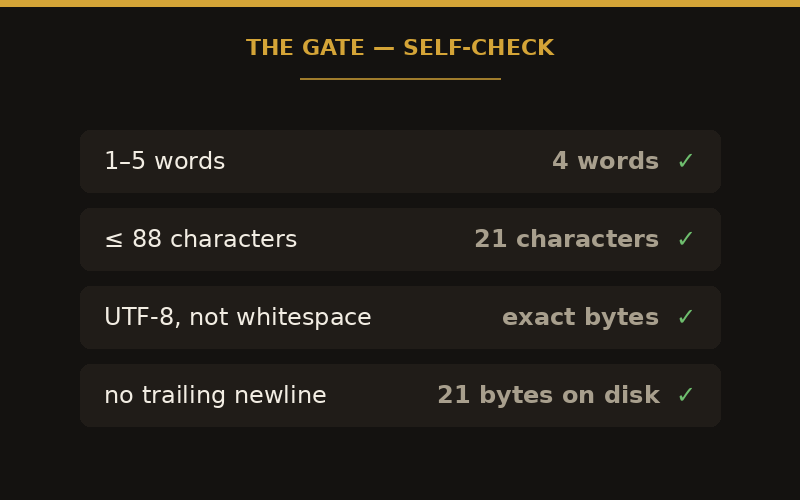 THE GATE — SELF-CHECK
1–5 words 4 words ✓
≤ 88 characters 21 characters ✓
UTF-8, not whitespace exact bytes ✓
no trailing newline 21 bytes on disk ✓